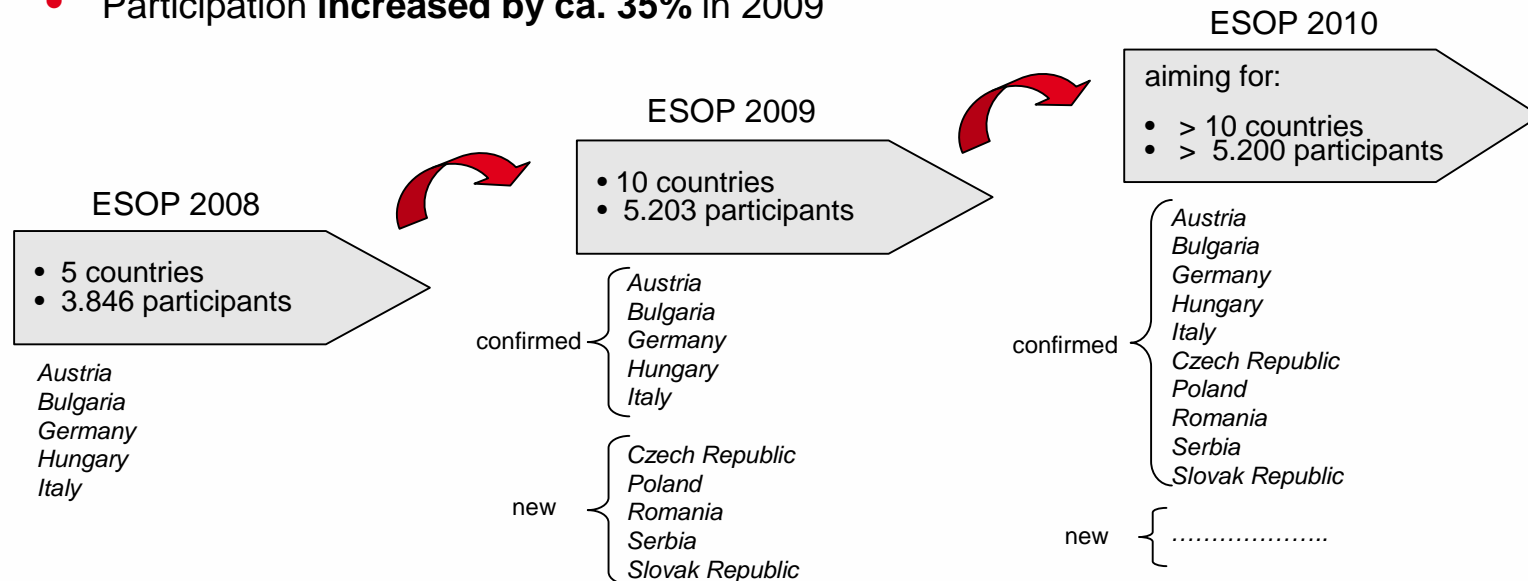 • Participation increased by ca. 35% in 2009
ESOP 2008
• 5 countries
• 3.846 participants
Austria
Bulgaria
Germany
Hungary
Italy
ESOP 2009
• 10 countries
• 5.203 participants
confirmed
Austria
Bulgaria
Germany
Hungary
Italy
new
Czech Republic
Poland
Romania
Serbia
Slovak Republic
ESOP 2010
aiming for:
• > 10 countries
• > 5.200 participants
confirmed
Austria
Bulgaria
Germany
Hungary
Italy
Czech Republic
Poland
Romania
Serbia
Slovak Republic
new
………………..